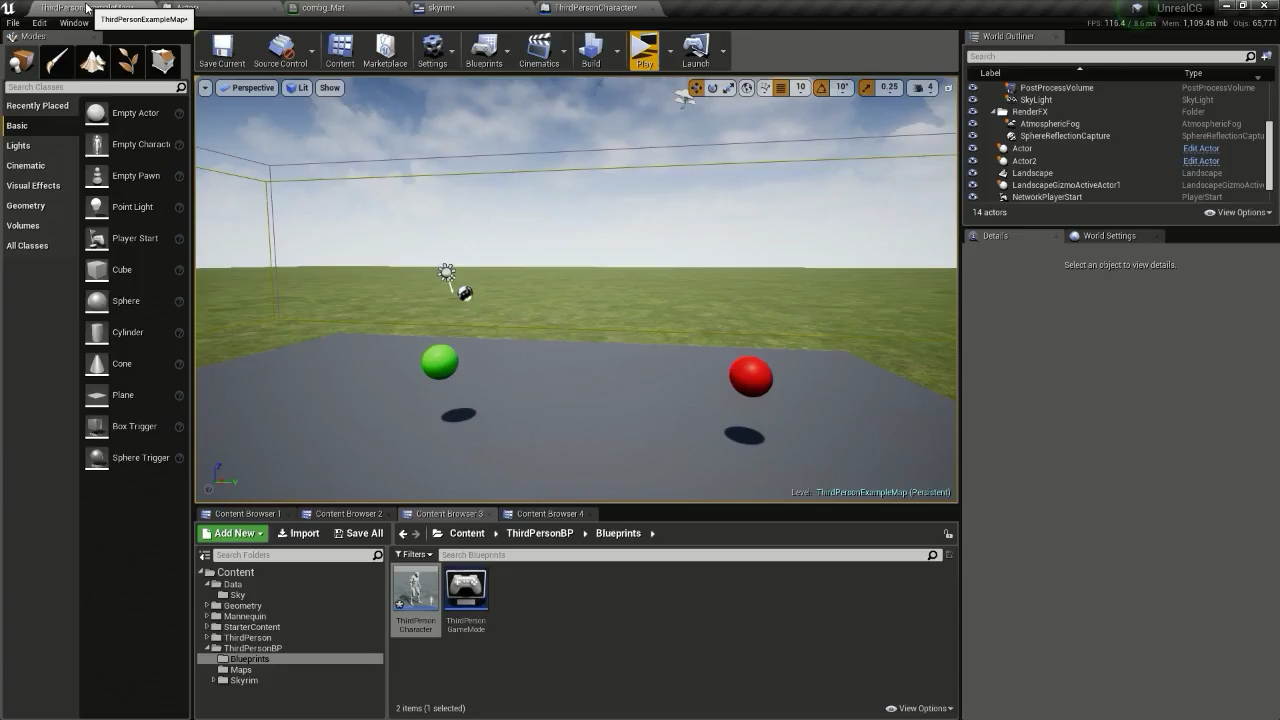 ThirdPersonExampleMap*
Actor*
combg_Mat
skyrim*
ThirdPersonCharacter*
File
Edit
Window
ThirdPersonExampleMap*
FPS: 116.4 / 8.6 ms
Mem: 1,109.48 mb
Objs: 65,771
UnrealCG
Modes
Search Classes
Recently Placed
Basic
Lights
Cinematic
Visual Effects
Geometry
Volumes
All Classes
Empty Actor
Empty Charact
Empty Pawn
Point Light
Player Start
Cube
Sphere
Cylinder
Cone
Plane
Box Trigger
Sphere Trigger
Save Current
Source Control
Content
Marketplace
Settings
Blueprints
Cinematics
Build
Play
Launch
Perspective
Lit
Show
10
10°
0.25
4
Level: ThirdPersonExampleMap (Persistent)
World Outliner
Search
Label
Type
PostProcessVolume PostProcessVolume
SkyLight SkyLight
RenderFX Folder
AtmosphericFog AtmosphericFog
SphereReflectionCapture SphereReflectionCaptu
Actor Edit Actor
Actor2 Edit Actor
Landscape Landscape
LandscapeGizmoActiveActor1 LandscapeGizmoActiv
NetworkPlayerStart PlayerStart
14 actors
View Options
Details
World Settings
Select an object to view details.
Content Browser 1
Content Browser 2
Content Browser 3
Content Browser 4
Add New
Import
Save All
Content
ThirdPersonBP
Blueprints
Search Folders
Filters
Search Blueprints
Content
Data
Sky
Geometry
Mannequin
StarterContent
ThirdPerson
ThirdPersonBP
Blueprints
Maps
Skyrim
ThirdPerson
Character
ThirdPerson
GameMode
2 items (1 selected)
View Options